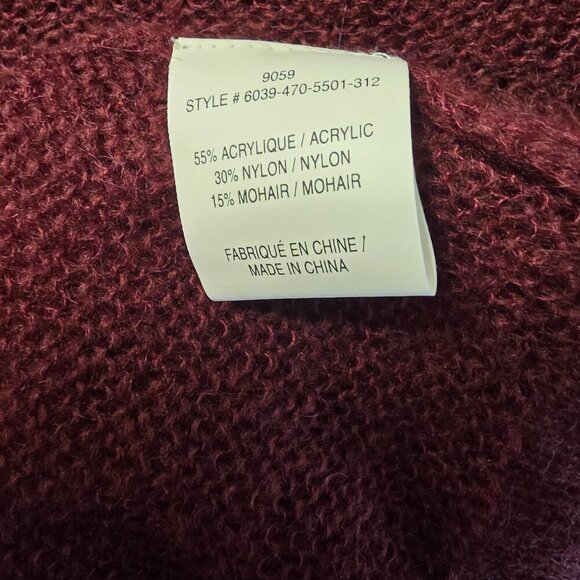 9059
STYLE # 6039-470-5501-312
55% ACRYLIQUE / ACRYLIC
30% NYLON / NYLON
15% MOHAIR / MOHAIR
FABRIQUÉ EN CHINE /
MADE IN CHINA